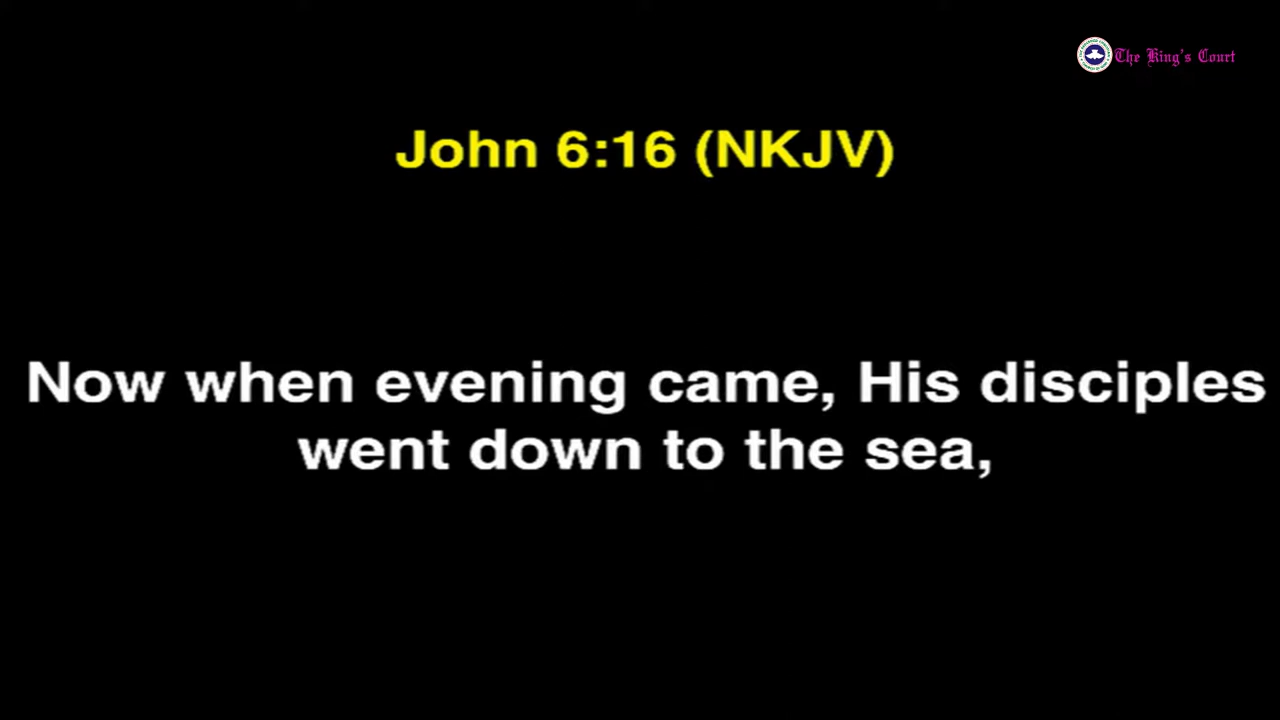 The King's Court
John 6:16 (NKJV)
Now when evening came, His disciples
went down to the sea,